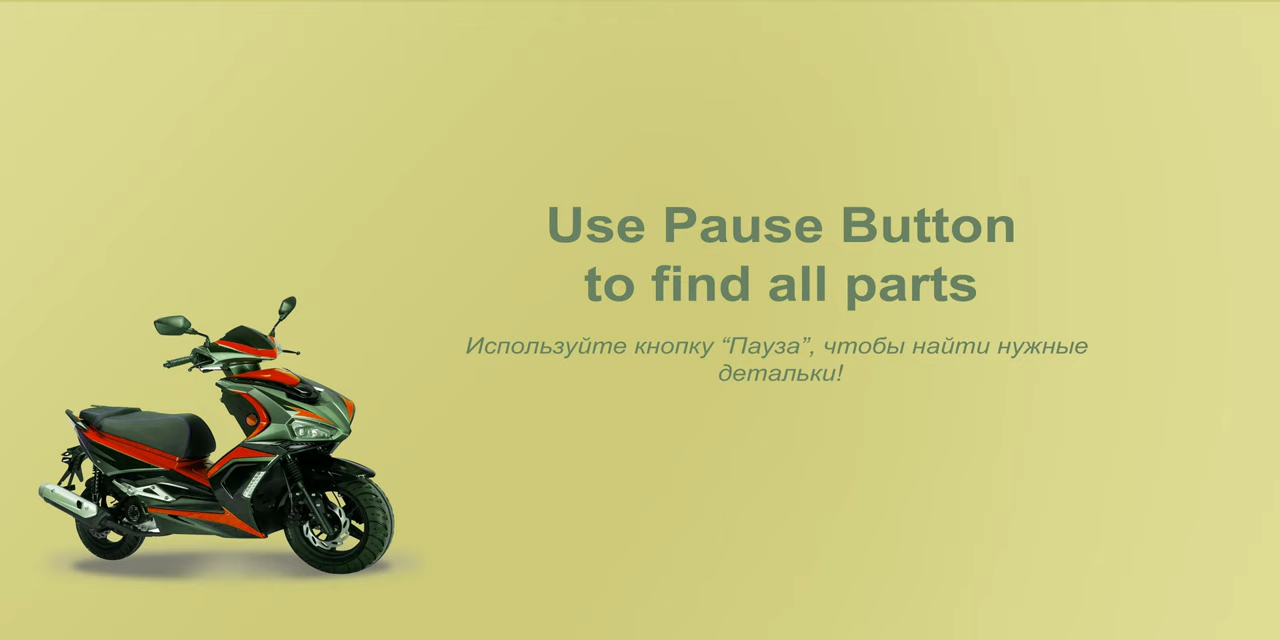 Use Pause Button
to find all parts
Используйте кнопку “Пауза”, чтобы найти нужные
детальки!